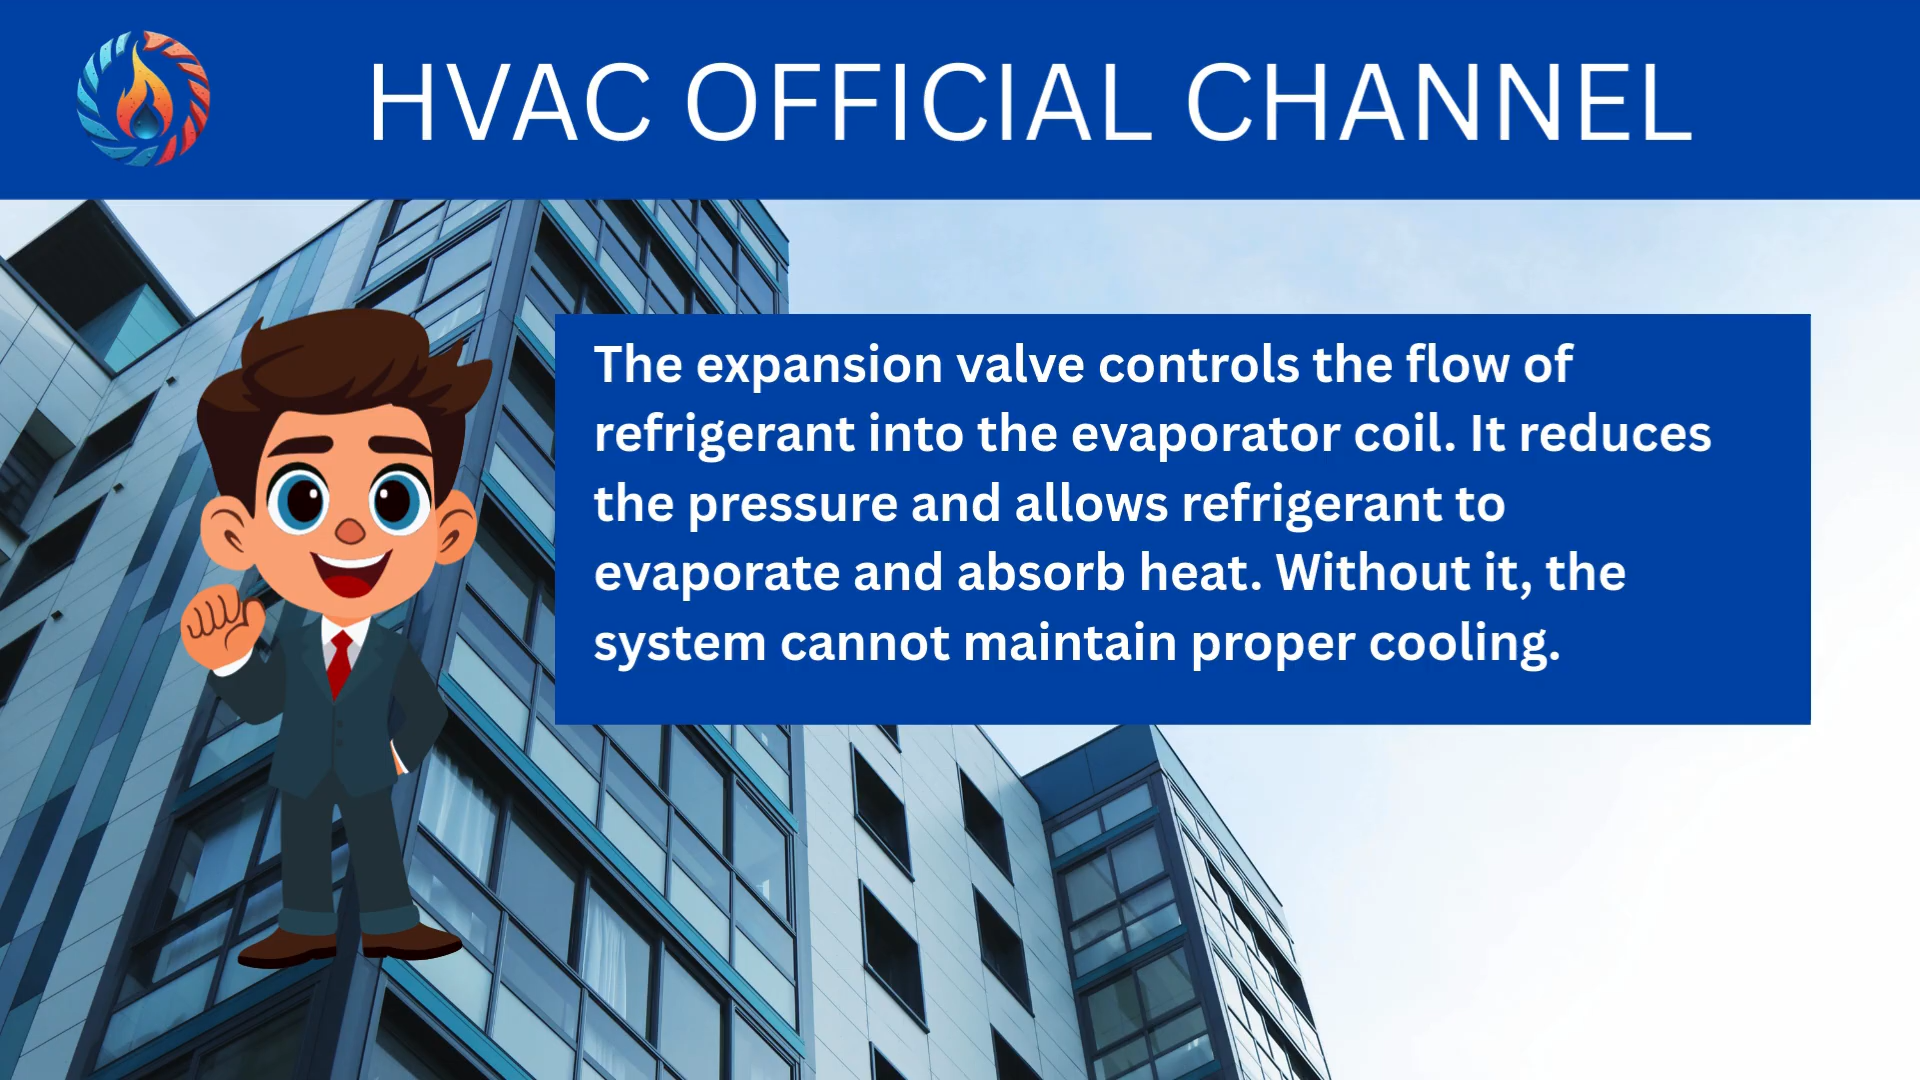 HVAC OFFICIAL CHANNEL
The expansion valve controls the flow of
refrigerant into the evaporator coil. It reduces
the pressure and allows refrigerant to
evaporate and absorb heat. Without it, the
system cannot maintain proper cooling.